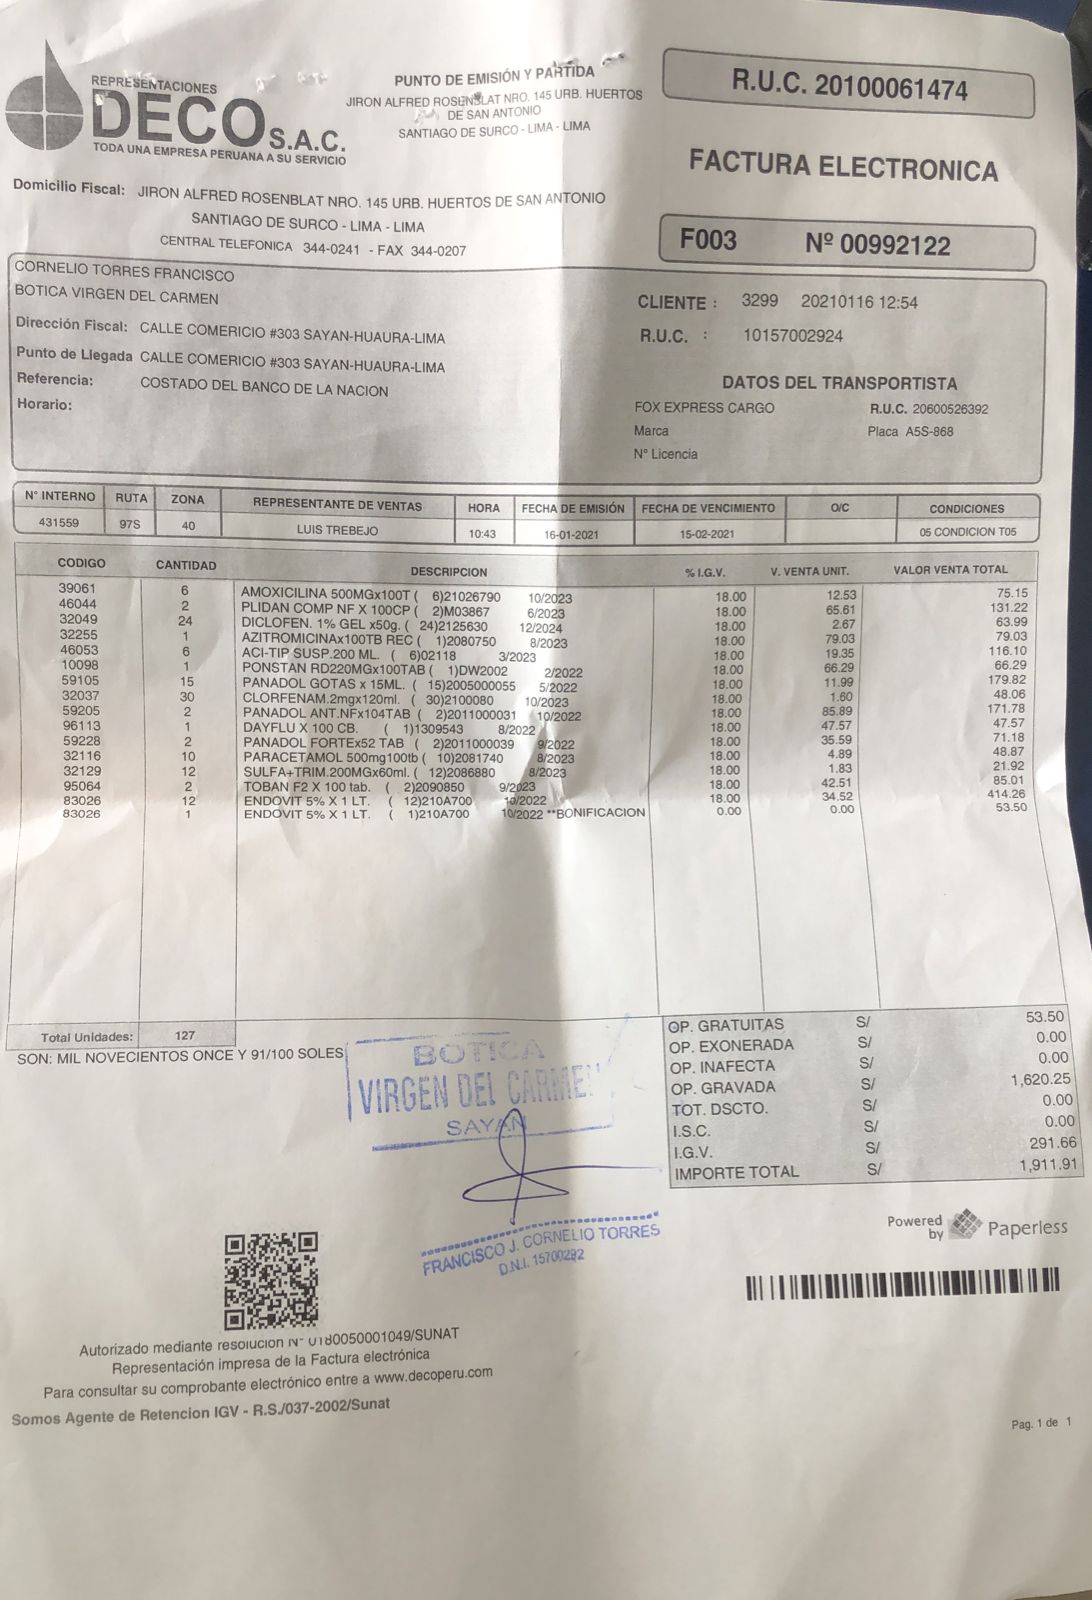 REPRESENTACIONES
DECO S.A.C.
TODA UNA EMPRESA PERUANA A SU SERVICIO
PUNTO DE EMISIÓN Y PARTIDA
JIRON ALFRED ROSENBLAT NRO. 145 URB. HUERTOS
DE SAN ANTONIO
SANTIAGO DE SURCO - LIMA - LIMA
R.U.C. 20100061474
FACTURA ELECTRONICA
F003 Nº 00992122
Domicilio Fiscal: JIRON ALFRED ROSENBLAT NRO. 145 URB. HUERTOS DE SAN ANTONIO
SANTIAGO DE SURCO - LIMA - LIMA
CENTRAL TELEFONICA 344-0241 - FAX 344-0207
CORNELIO TORRES FRANCISCO
BOTICA VIRGEN DEL CARMEN
Dirección Fiscal: CALLE COMERICIO #303 SAYAN-HUAURA-LIMA
Punto de Llegada CALLE COMERICIO #303 SAYAN-HUAURA-LIMA
Referencia: COSTADO DEL BANCO DE LA NACION
Horario:
CLIENTE : 3299 20210116 12:54
R.U.C. : 10157002924
DATOS DEL TRANSPORTISTA
FOX EXPRESS CARGO R.U.C. 20600526392
Marca Placa A5S-868
N° Licencia
N° INTERNO RUTA ZONA REPRESENTANTE DE VENTAS HORA FECHA DE EMISIÓN FECHA DE VENCIMIENTO O/C CONDICIONES
431559 97S 40 LUIS TREBEJO 10:43 16-01-2021 15-02-2021 05 CONDICION T05
CODIGO CANTIDAD DESCRIPCION % I.G.V. V. VENTA UNIT. VALOR VENTA TOTAL
39061 6 AMOXICILINA 500MGx100T ( 6)21026790 10/2023 18.00 12.53 75.15
46044 2 PLIDAN COMP NF X 100CP ( 2)M03867 6/2023 18.00 65.61 131.22
32049 24 DICLOFEN. 1% GEL x50g. ( 24)2125630 12/2024 18.00 2.67 63.99
32255 1 AZITROMICINAx100TB REC ( 1)2080750 8/2023 18.00 79.03 79.03
46053 6 ACI-TIP SUSP.200 ML. ( 6)02118 3/2023 18.00 19.35 116.10
10098 1 PONSTAN RD220MGx100TAB ( 1)DW2002 2/2022 18.00 66.29 66.29
59105 15 PANADOL GOTAS x 15ML. ( 15)2005000055 5/2022 18.00 11.99 179.82
32037 30 CLORFENAM.2mgx120ml. ( 30)2100080 10/2023 18.00 1.60 48.06
59205 2 PANADOL ANT.NFx104TAB ( 2)2011000031 10/2022 18.00 85.89 171.78
96113 1 DAYFLU X 100 CB. ( 1)1309543 8/2022 18.00 47.57 47.57
59228 2 PANADOL FORTEx52 TAB ( 2)2011000039 9/2022 18.00 35.59 71.18
32116 10 PARACETAMOL 500mg100tb ( 10)2081740 8/2023 18.00 4.89 48.87
32129 12 SULFA+TRIM.200MGx60ml. ( 12)2086880 8/2023 18.00 1.83 21.92
95064 2 TOBAN F2 X 100 tab. ( 2)2090850 9/2023 18.00 42.51 85.01
83026 12 ENDOVIT 5% X 1 LT. ( 12)210A700 10/2022 18.00 34.52 414.26
83026 1 ENDOVIT 5% X 1 LT. ( 1)210A700 10/2022 **BONIFICACION 0.00 0.00 53.50
Total Unidades: 127
SON: MIL NOVECIENTOS ONCE Y 91/100 SOLES
OP. GRATUITAS S/ 53.50
OP. EXONERADA S/ 0.00
OP. INAFECTA S/ 0.00
OP. GRAVADA S/ 1,620.25
TOT. DSCTO. S/ 0.00
I.S.C. S/ 0.00
I.G.V. S/ 291.66
IMPORTE TOTAL S/ 1,911.91
BOTICA
VIRGEN DEL CARMEN
SAYAN
FRANCISCO J. CORNELIO TORRES
D.N.I. 15700292
Powered by Paperless
Autorizado mediante resolución N° 0180050001049/SUNAT
Representación impresa de la Factura electrónica
Para consultar su comprobante electrónico entre a www.decoperu.com
Somos Agente de Retencion IGV - R.S./037-2002/Sunat
Pag. 1 de 1